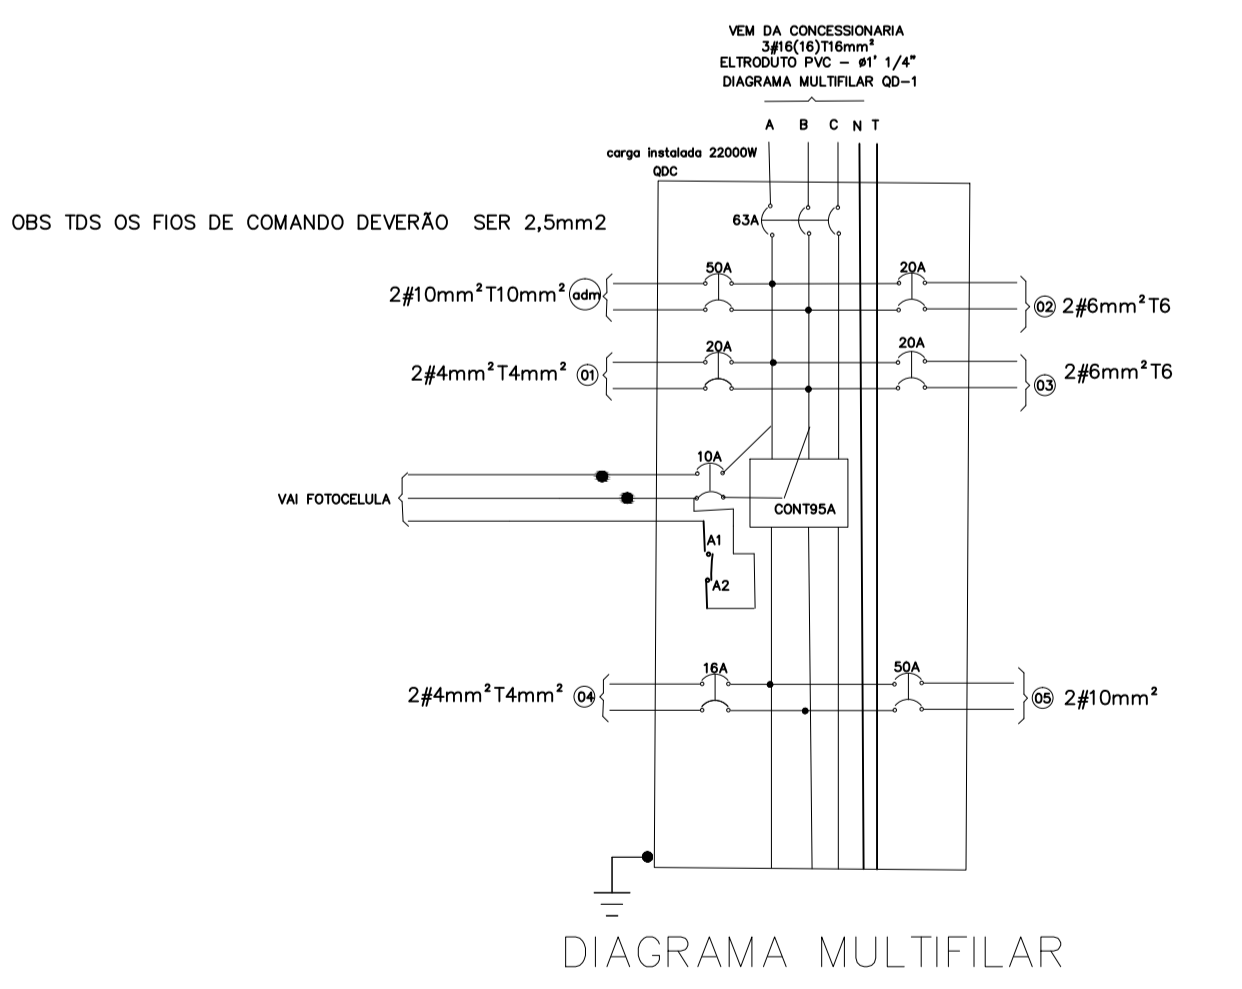 VEM DA CONCESSIONARIA
3#16(16)T16mm²
ELTRODUTO PVC – ø1' 1/4"
DIAGRAMA MULTIFILAR QD-1
A B C N T
carga instalada 22000W
QDC
OBS TDS OS FIOS DE COMANDO DEVERÃO SER 2,5mm2
63A
50A
20A
2#10mm²T10mm² adm
02 2#6mm²T6
20A
20A
2#4mm²T4mm² 01
03 2#6mm²T6
10A
VAI FOTOCELULA
CONT95A
A1
A2
16A
50A
2#4mm²T4mm² 04
05 2#10mm²
DIAGRAMA MULTIFILAR